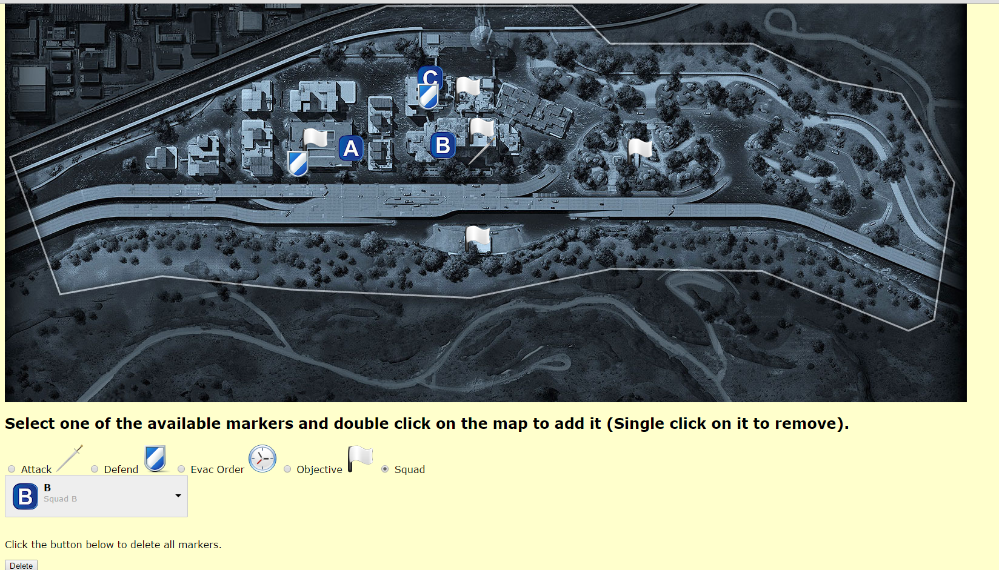 C
A
B
Select one of the available markers and double click on the map to add it (Single click on it to remove).
Attack Defend Evac Order Objective Squad
B B
Squad B
Click the button below to delete all markers.
Delete